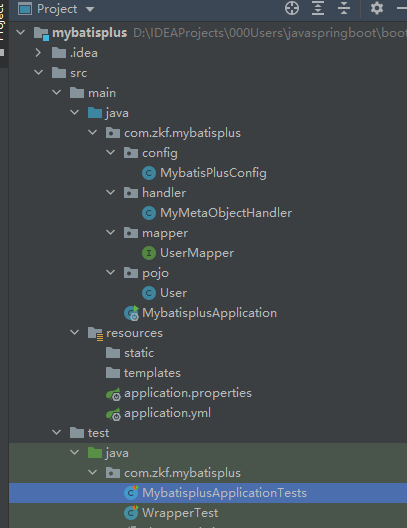 Project
mybatisplus D:\IDEAProjects\000Users\javaspringboot\boot
.idea
src
main
java
com.zkf.mybatisplus
config
MybatisPlusConfig
handler
MyMetaObjectHandler
mapper
UserMapper
pojo
User
MybatisplusApplication
resources
static
templates
application.properties
application.yml
test
java
com.zkf.mybatisplus
MybatisplusApplicationTests
WrapperTest